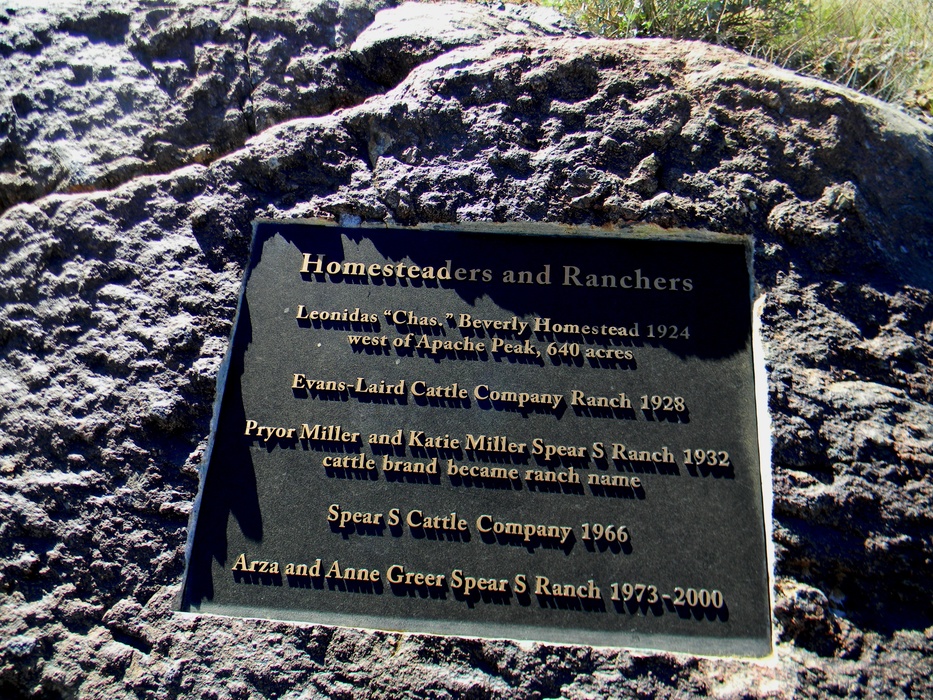 Homesteaders and Ranchers
Leonidas “Chas.” Beverly Homestead 1924
west of Apache Peak, 640 acres
Evans-Laird Cattle Company Ranch 1928
Pryor Miller and Katie Miller Spear S Ranch 1932
cattle brand became ranch name
Spear S Cattle Company 1966
Arza and Anne Greer Spear S Ranch 1973-2000